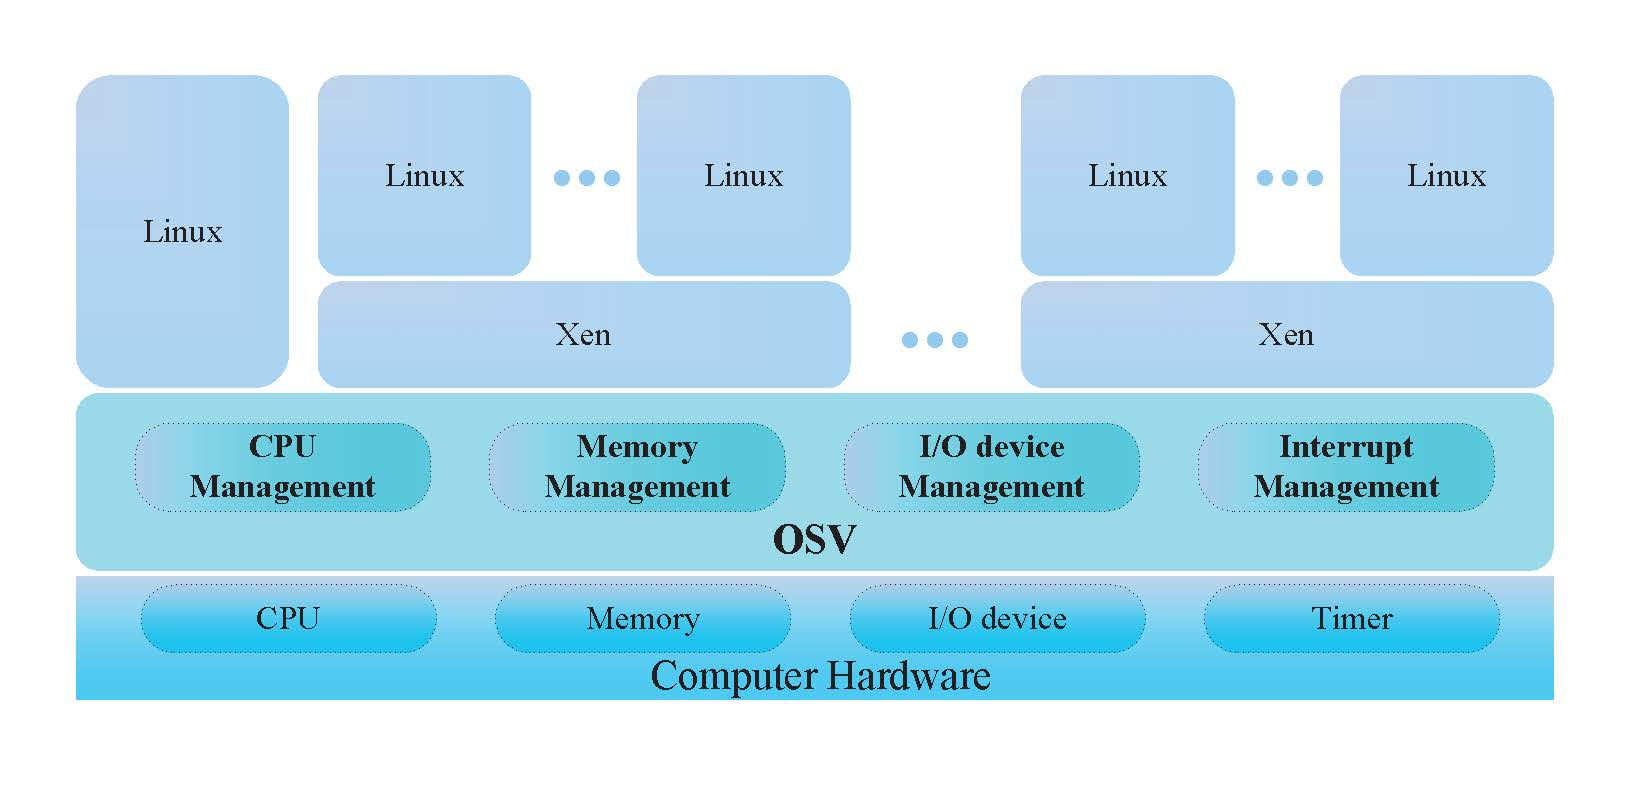 Linux
Linux
Linux
Linux
Linux
Xen
Xen
CPU
Management
Memory
Management
I/O device
Management
Interrupt
Management
OSV
CPU
Memory
I/O device
Timer
Computer Hardware